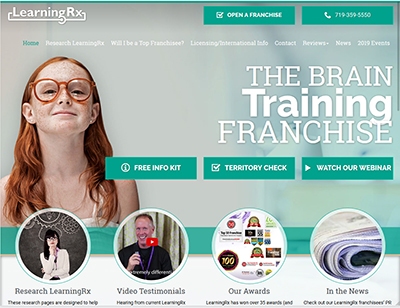 LearningRx
OPEN A FRANCHISE
719-359-5550
Home Research LearningRx Will I be a Top Franchisee? Licensing/International Info Contact Reviews News 2019 Events
THE BRAIN
Training
FRANCHISE
FREE INFO KIT
TERRITORY CHECK
WATCH OUR WEBINAR
extremely different
100
Research LearningRx
Video Testimonials
Our Awards
In the News
These research pages are designed to help
Hearing from current LearningRx
LearningRx has won over 35 awards (and
Check out our LearningRx franchisees' PR